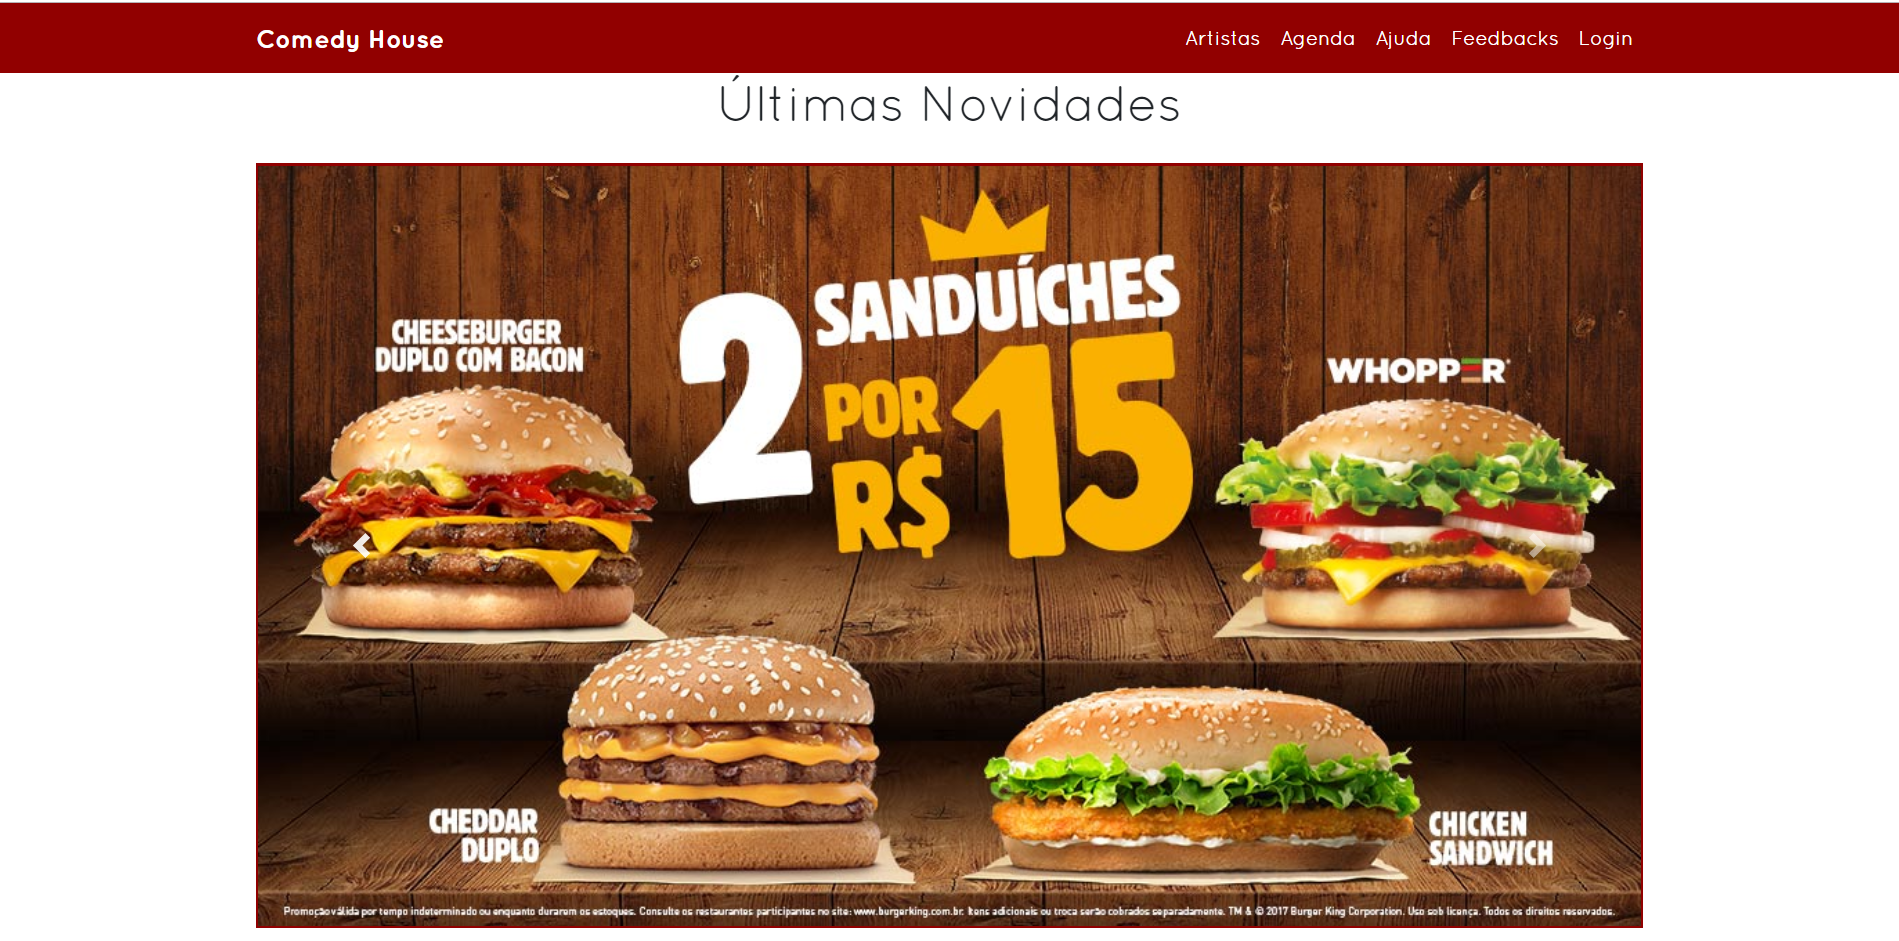 Comedy House
Artistas Agenda Ajuda Feedbacks Login
Últimas Novidades
2 SANDUÍCHES
POR
R$ 15
CHEESEBURGER
DUPLO COM BACON
WHOPPER
CHEDDAR
DUPLO
CHICKEN
SANDWICH
Promoção válida por tempo indeterminado ou enquanto durarem os estoques. Consulte os restaurantes participantes no site: www.burgerking.com.br. Itens adicionais ou troca serão cobrados separadamente. TM & © 2017 Burger King Corporation. Uso sob licença. Todos os direitos reservados.